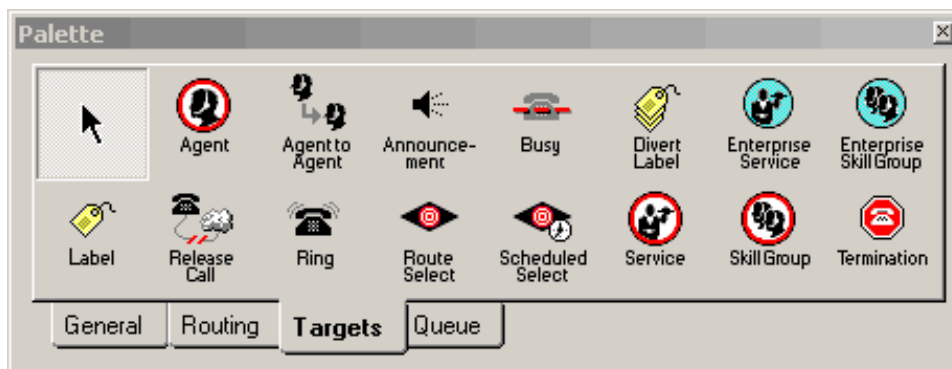 Palette
Agent
Agent to
Agent
Announce-
ment
Busy
Divert
Label
Enterprise
Service
Enterprise
Skill Group
Label
Release
Call
Ring
Route
Select
Scheduled
Select
Service
Skill Group
Termination
General
Routing
Targets
Queue